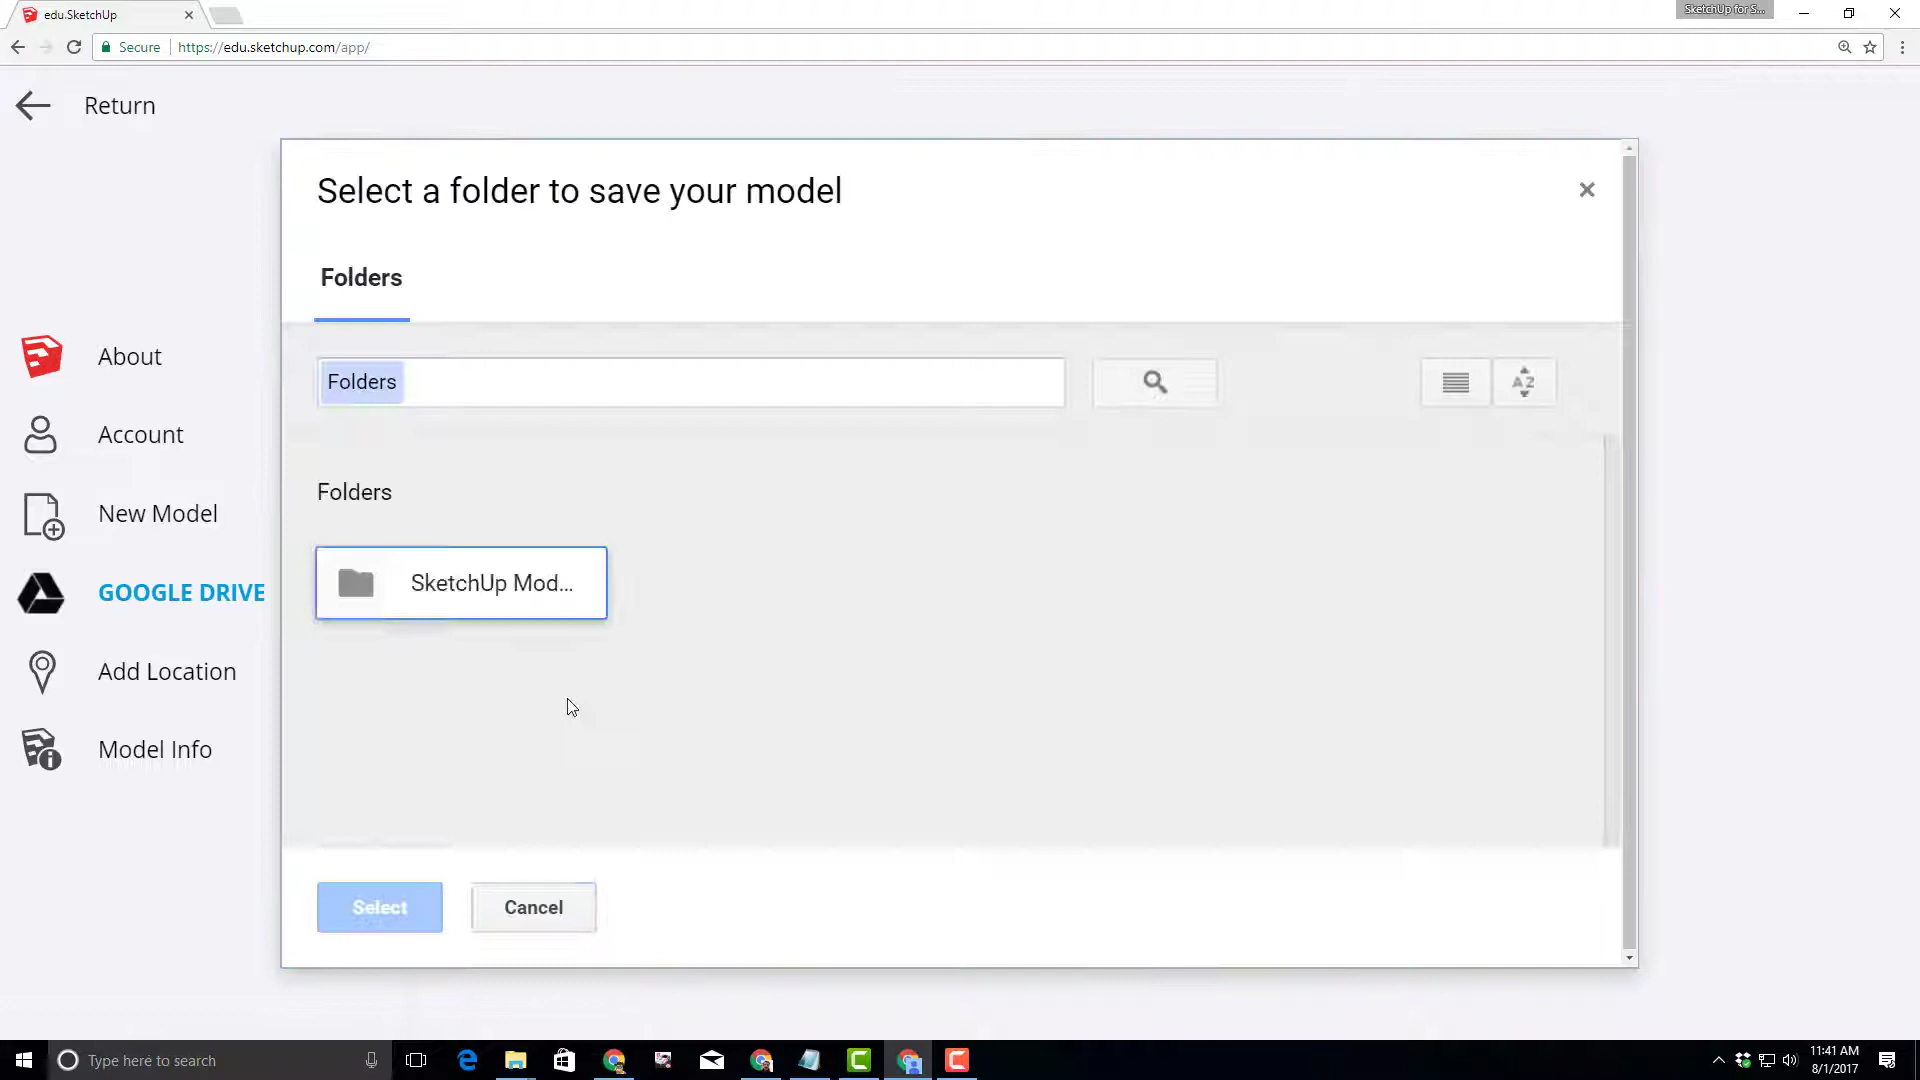 edu.SketchUp
SketchUp for S...
Secure
https://edu.sketchup.com/app/
Return
Select a folder to save your model
Folders
Folders
AZ
Folders
SketchUp Mod...
About
Account
New Model
GOOGLE DRIVE
Add Location
Model Info
Select
Cancel
Type here to search
11:41 AM
8/1/2017